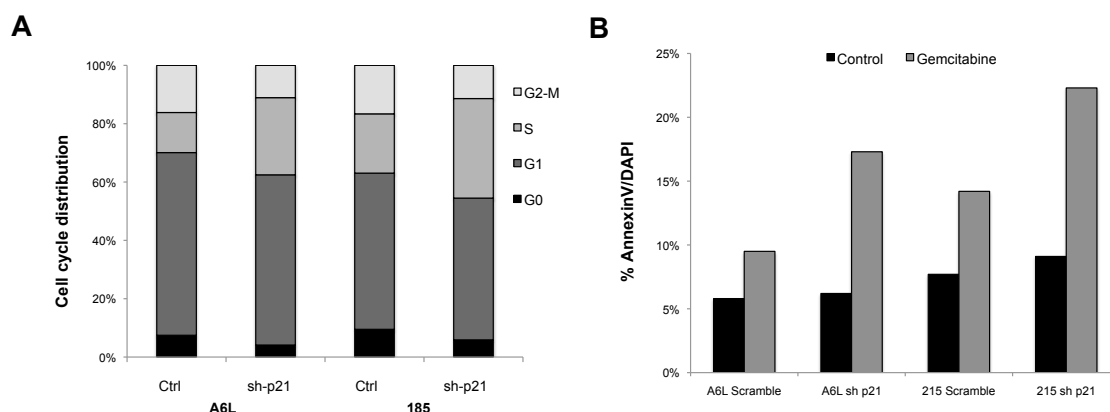 A
Cell cycle distribution
100%
80%
60%
40%
20%
0%
G2-M
S
G1
G0
Ctrl sh-p21 Ctrl sh-p21
A6L 185
B
Control Gemcitabine
% AnnexinV/DAPI
25%
20%
15%
10%
5%
0%
A6L Scramble A6L sh p21 215 Scramble 215 sh p21